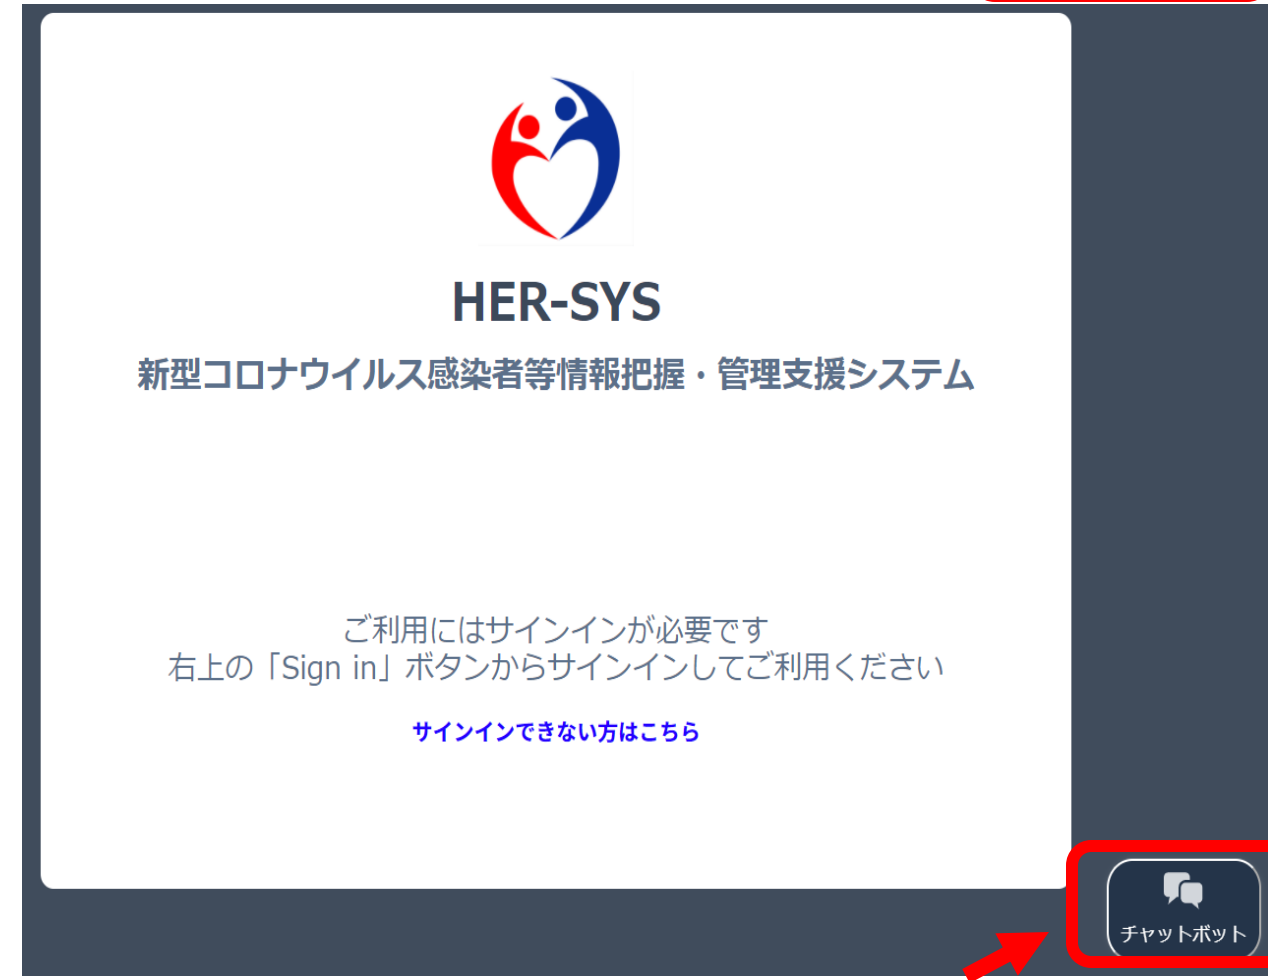 HER-SYS
新型コロナウイルス感染者等情報把握・管理支援システム
ご利用にはサインインが必要です
右上の「Sign in」ボタンからサインインしてご利用ください
サインインできない方はこちら
チャットボット